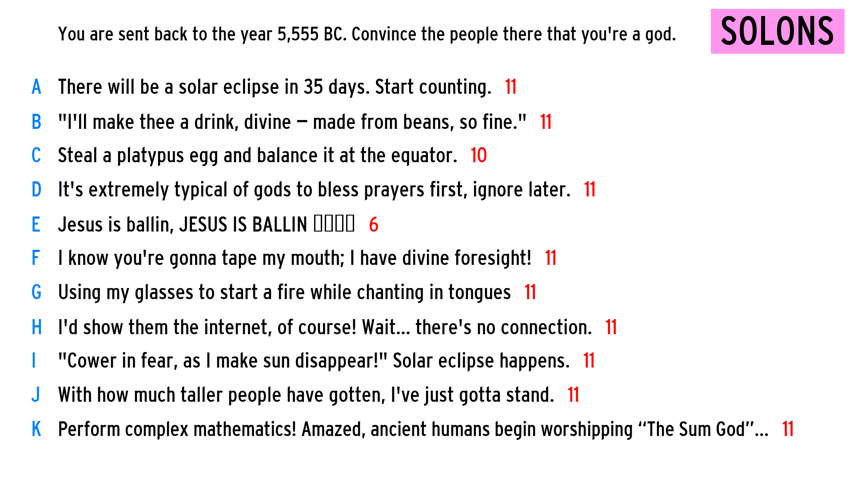 You are sent back to the year 5,555 BC. Convince the people there that you're a god. SOLONS
A There will be a solar eclipse in 35 days. Start counting. 11
B "I'll make thee a drink, divine – made from beans, so fine." 11
C Steal a platypus egg and balance it at the equator. 10
D It's extremely typical of gods to bless prayers first, ignore later. 11
E Jesus is ballin, JESUS IS BALLIN 6
F I know you're gonna tape my mouth; I have divine foresight! 11
G Using my glasses to start a fire while chanting in tongues 11
H I'd show them the internet, of course! Wait... there's no connection. 11
I "Cower in fear, as I make sun disappear!" Solar eclipse happens. 11
J With how much taller people have gotten, I've just gotta stand. 11
K Perform complex mathematics! Amazed, ancient humans begin worshipping “The Sum God”... 11